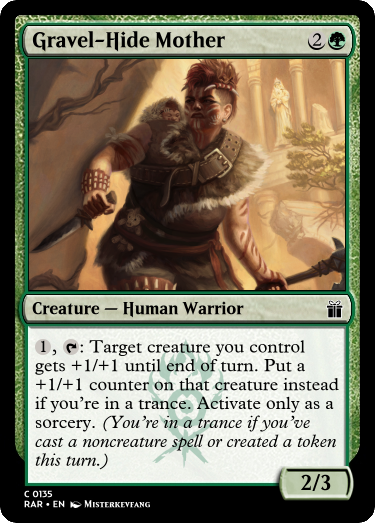 Gravel-Hide Mother 2
Creature — Human Warrior
1, : Target creature you control
gets +1/+1 until end of turn. Put a
+1/+1 counter on that creature instead
if you're in a trance. Activate only as a
sorcery. (You're in a trance if you've
cast a noncreature spell or created a token
this turn.)
2/3
C 0135
RAR • EN Misterkevfang